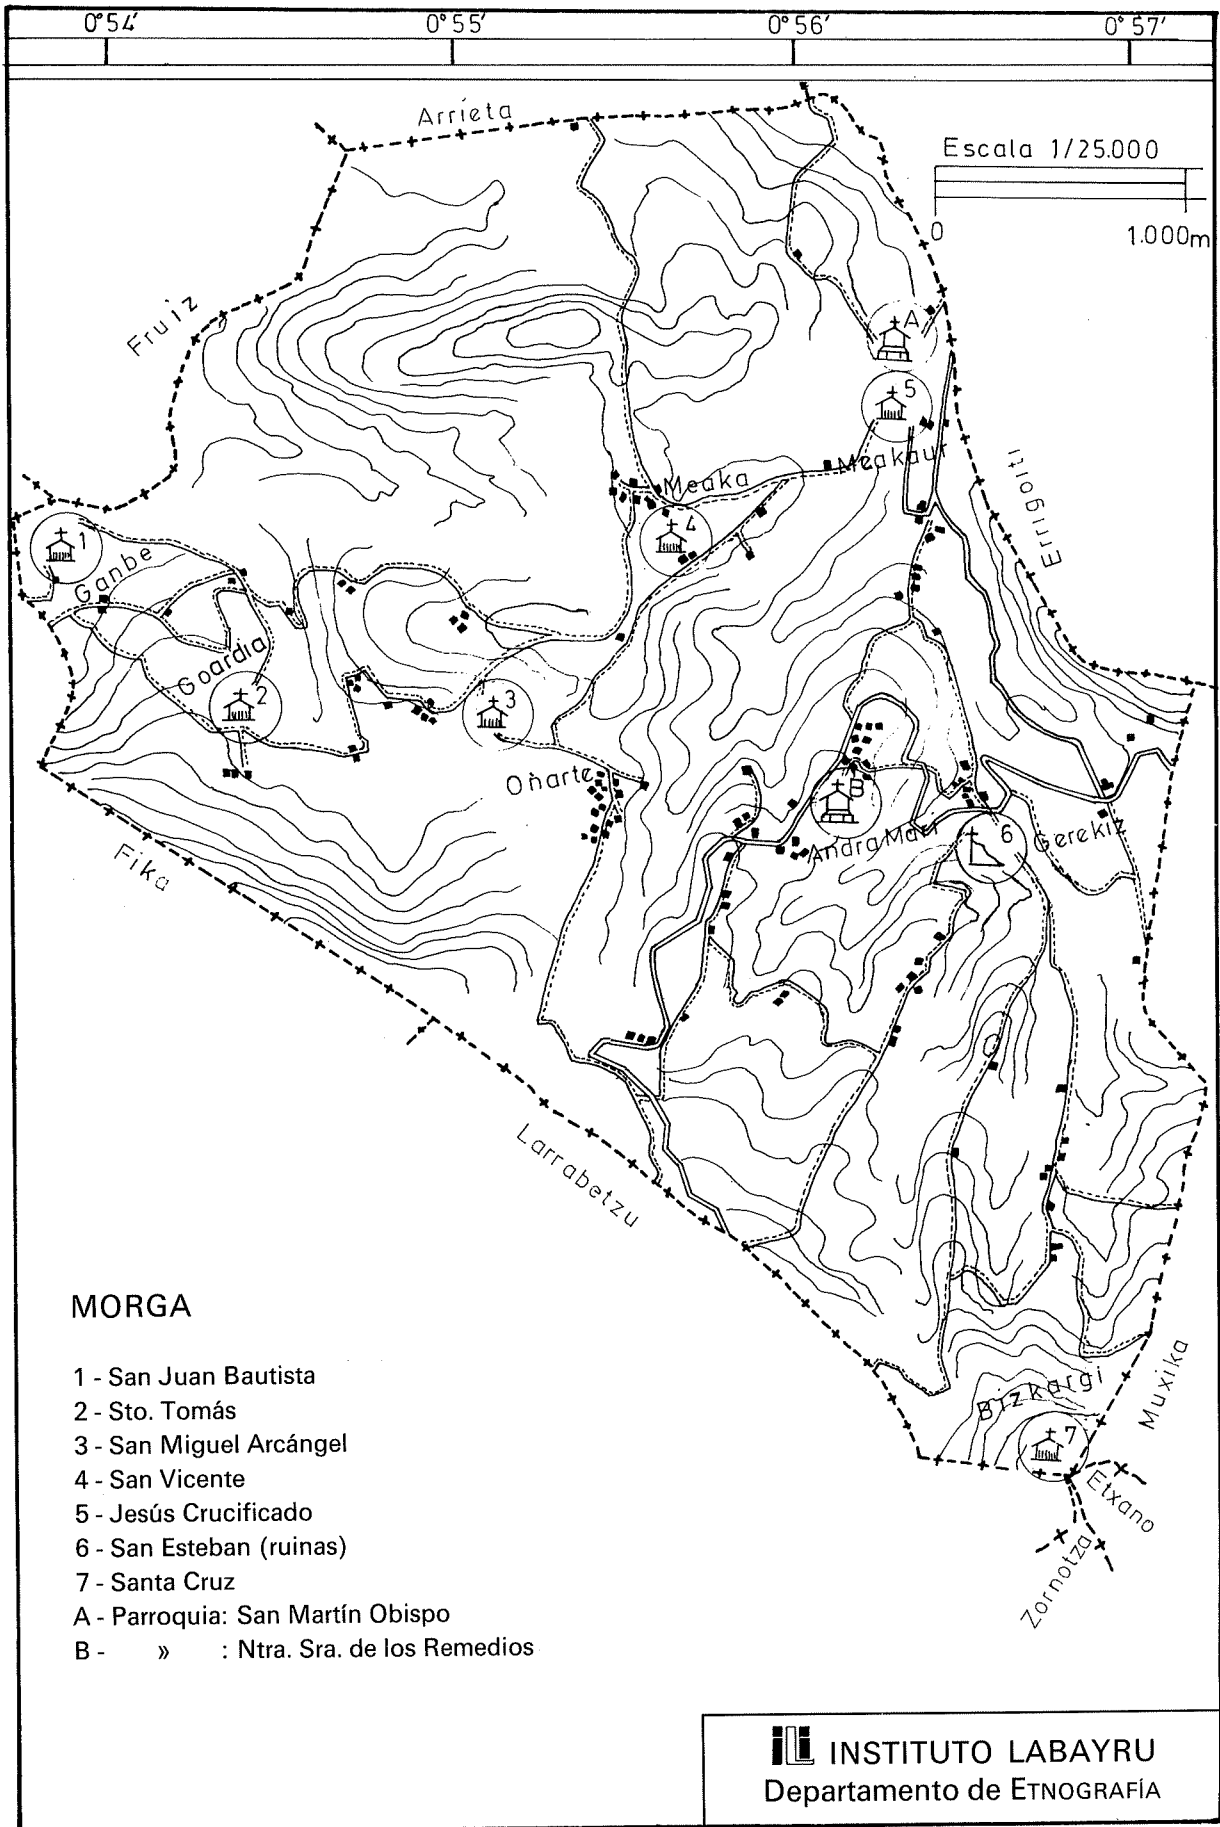 0° 54' 0° 55' 0° 56' 0° 57'
Arrieta
Escala 1/25.000
0 1.000m
Fruiz
A
5
Meakaur
Meaka
4
Errigoiti
1
Ganbe
Goardia
2
3
Oñarte
B
Andra Mari
6
Gerekiz
Fika
Larrabetzu
MORGA
1 - San Juan Bautista
2 - Sto. Tomás
3 - San Miguel Arcángel
4 - San Vicente
5 - Jesús Crucificado
6 - San Esteban (ruinas)
7 - Santa Cruz
A - Parroquia: San Martín Obispo
B - » : Ntra. Sra. de los Remedios
Bizkargi
7
Muxika
Etxano
Zornotza
INSTITUTO LABAYRU
Departamento de ETNOGRAFÍA